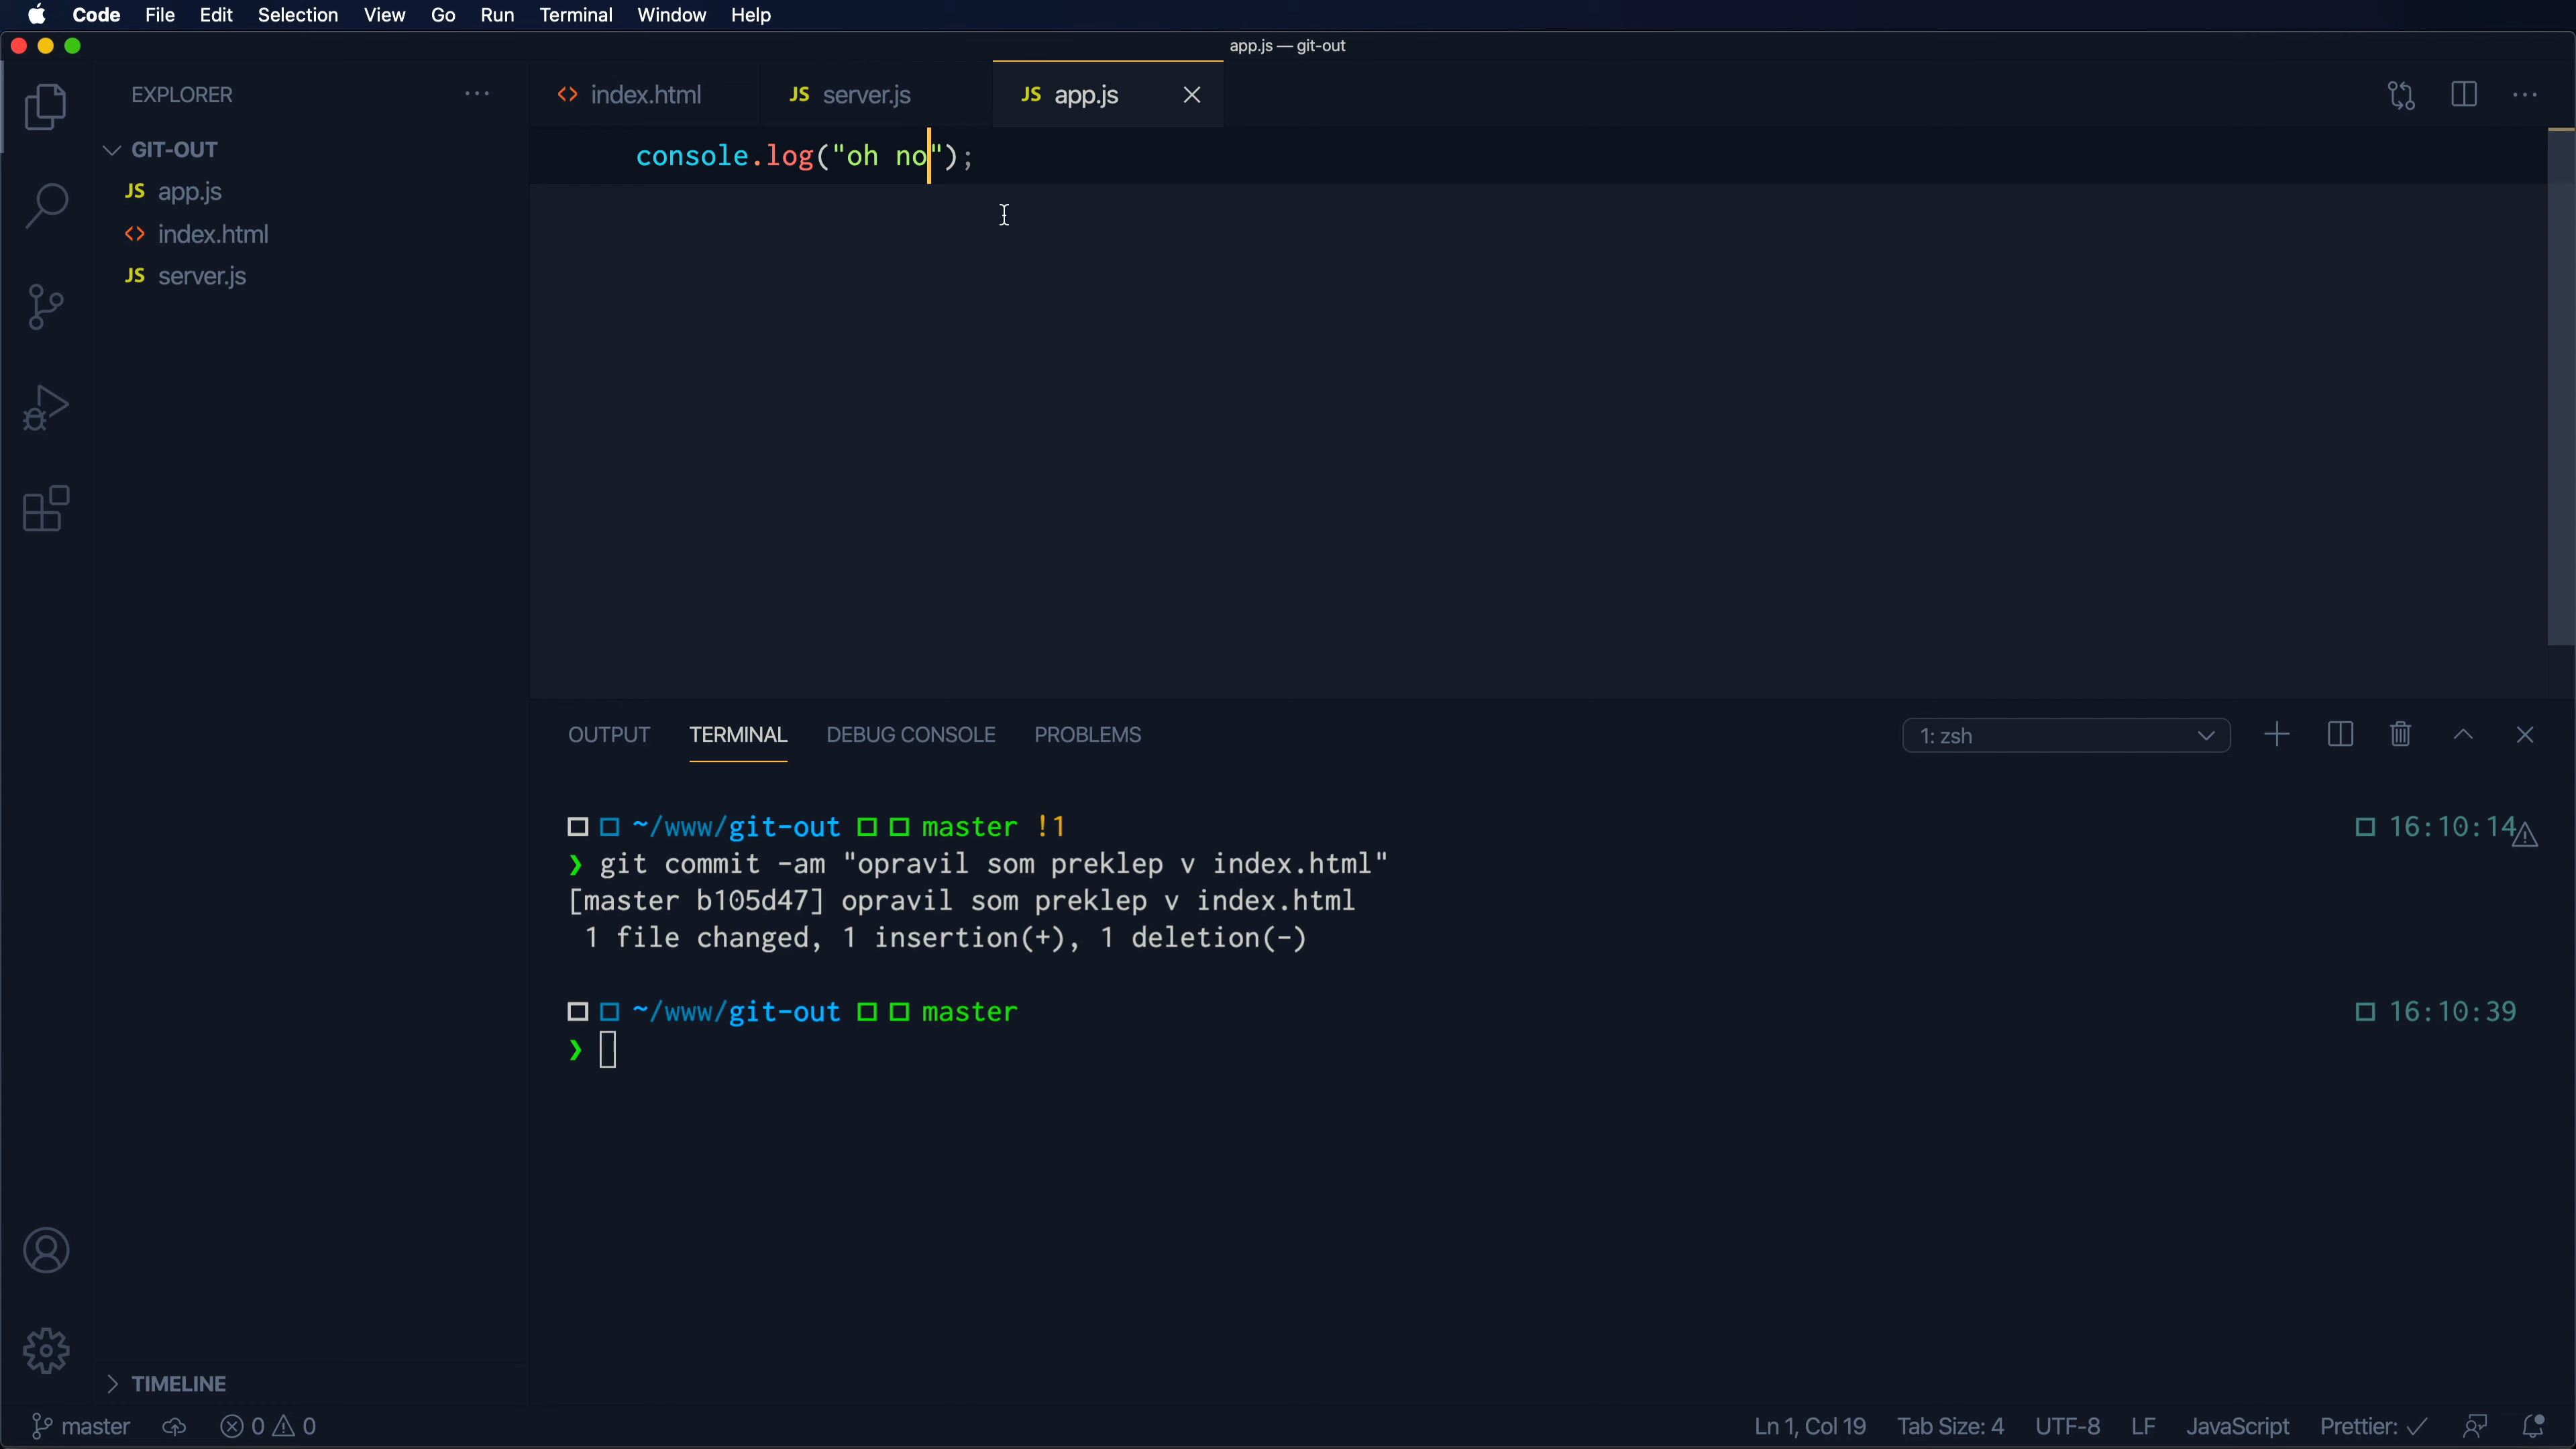 Code File Edit Selection View Go Run Terminal Window Help
app.js — git-out
EXPLORER
GIT-OUT
JS app.js
<> index.html
JS server.js
<> index.html JS server.js JS app.js
console.log("oh no");
OUTPUT TERMINAL DEBUG CONSOLE PROBLEMS
1: zsh
~/www/git-out master !1 16:10:14
❯ git commit -am "opravil som preklep v index.html"
[master b105d47] opravil som preklep v index.html
1 file changed, 1 insertion(+), 1 deletion(-)
~/www/git-out master 16:10:39
❯
TIMELINE
master 0 0 Ln 1, Col 19 Tab Size: 4 UTF-8 LF JavaScript Prettier: ✓